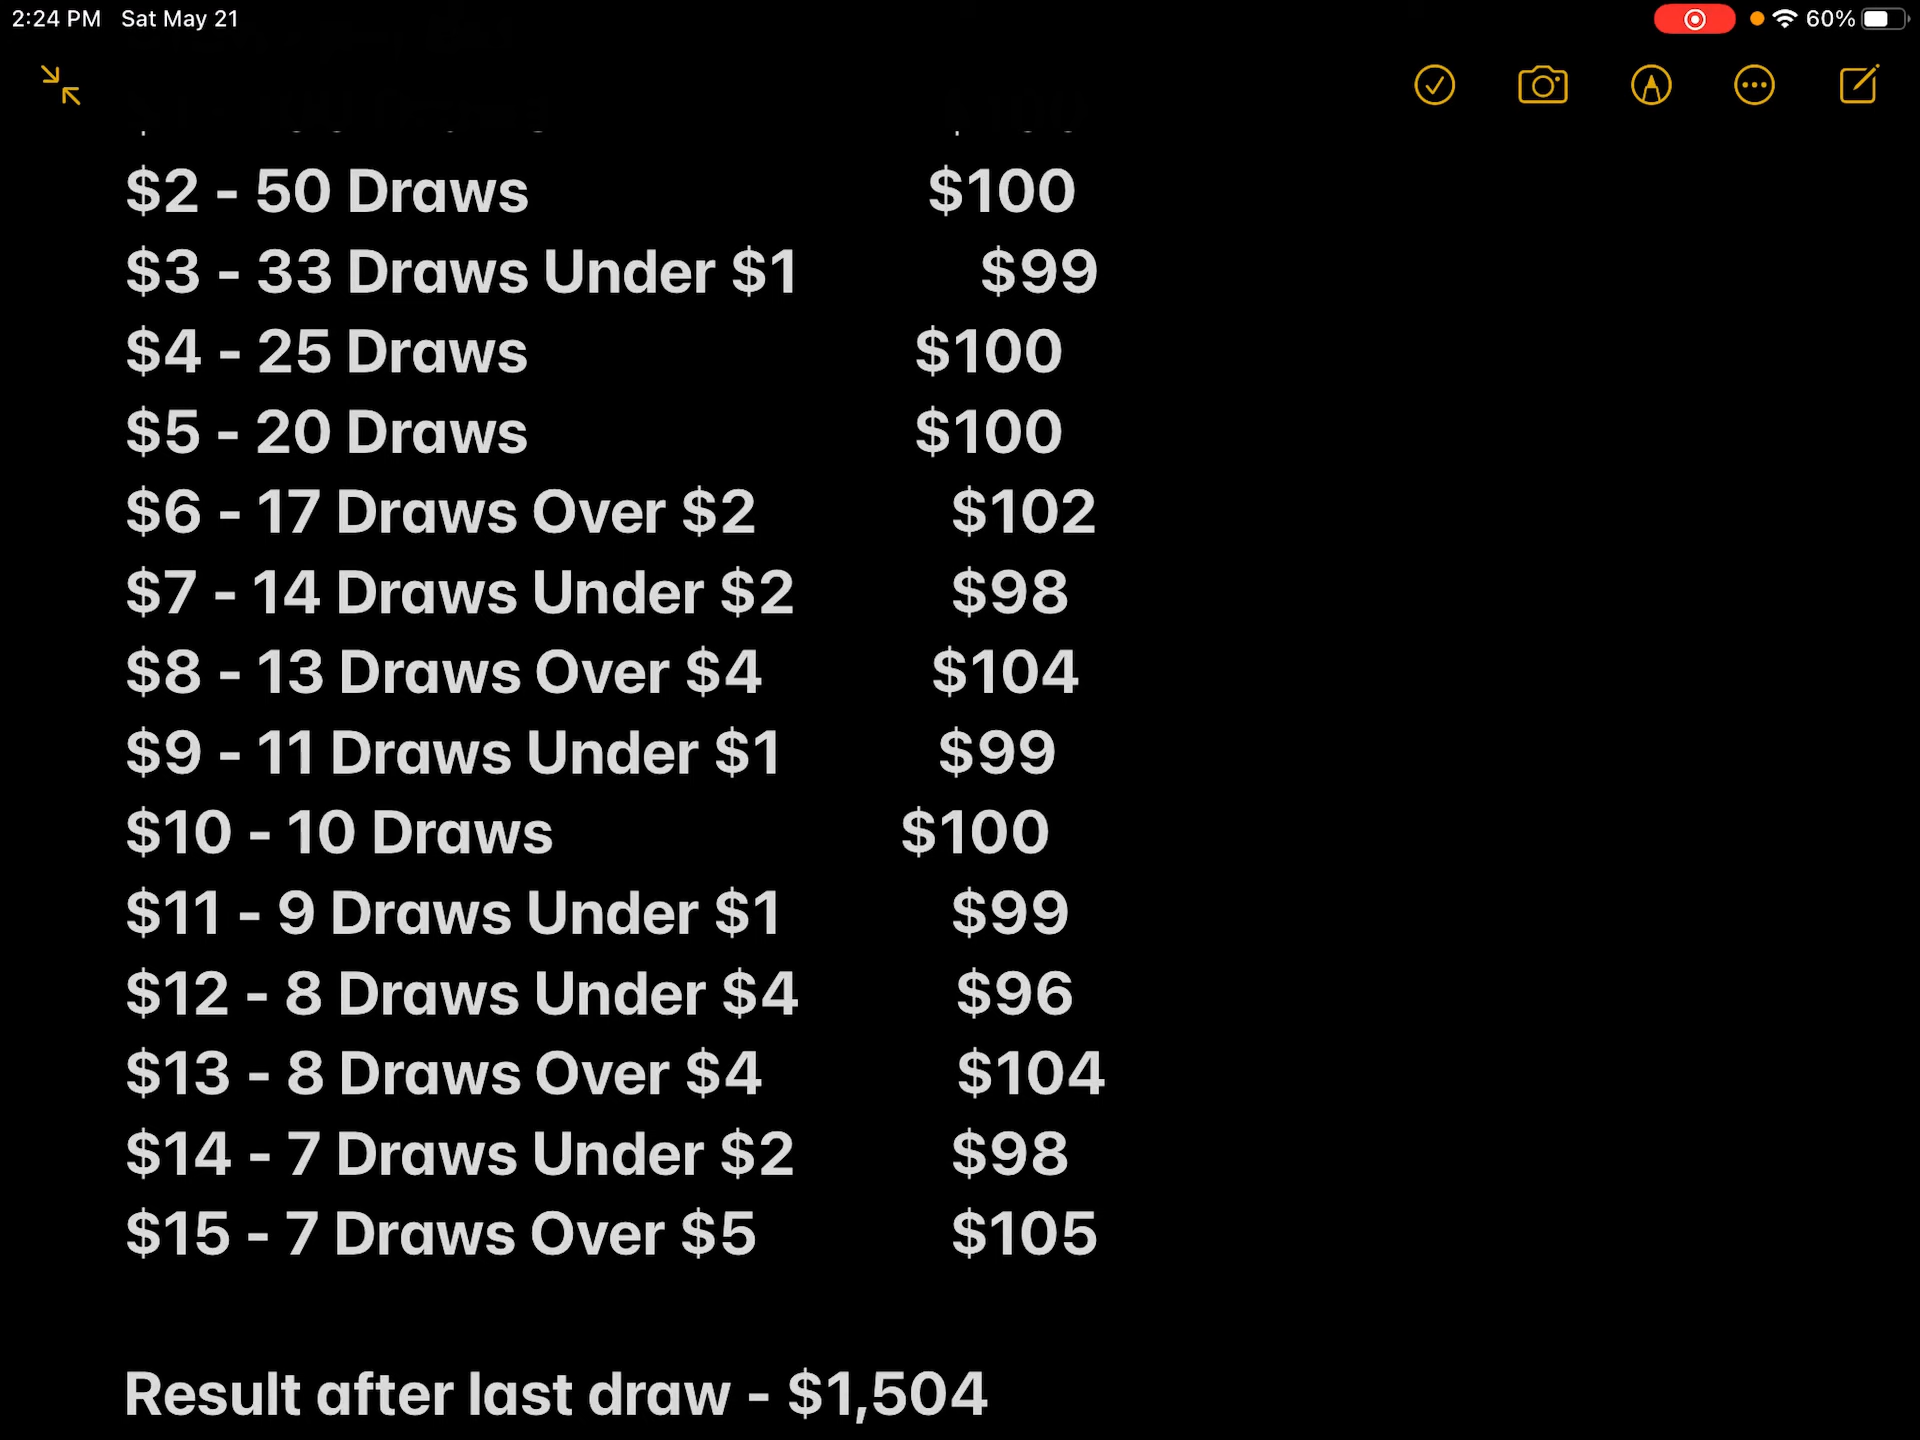 2:24 PM Sat May 21 60%
$2 - 50 Draws $100
$3 - 33 Draws Under $1 $99
$4 - 25 Draws $100
$5 - 20 Draws $100
$6 - 17 Draws Over $2 $102
$7 - 14 Draws Under $2 $98
$8 - 13 Draws Over $4 $104
$9 - 11 Draws Under $1 $99
$10 - 10 Draws $100
$11 - 9 Draws Under $1 $99
$12 - 8 Draws Under $4 $96
$13 - 8 Draws Over $4 $104
$14 - 7 Draws Under $2 $98
$15 - 7 Draws Over $5 $105
Result after last draw - $1,504